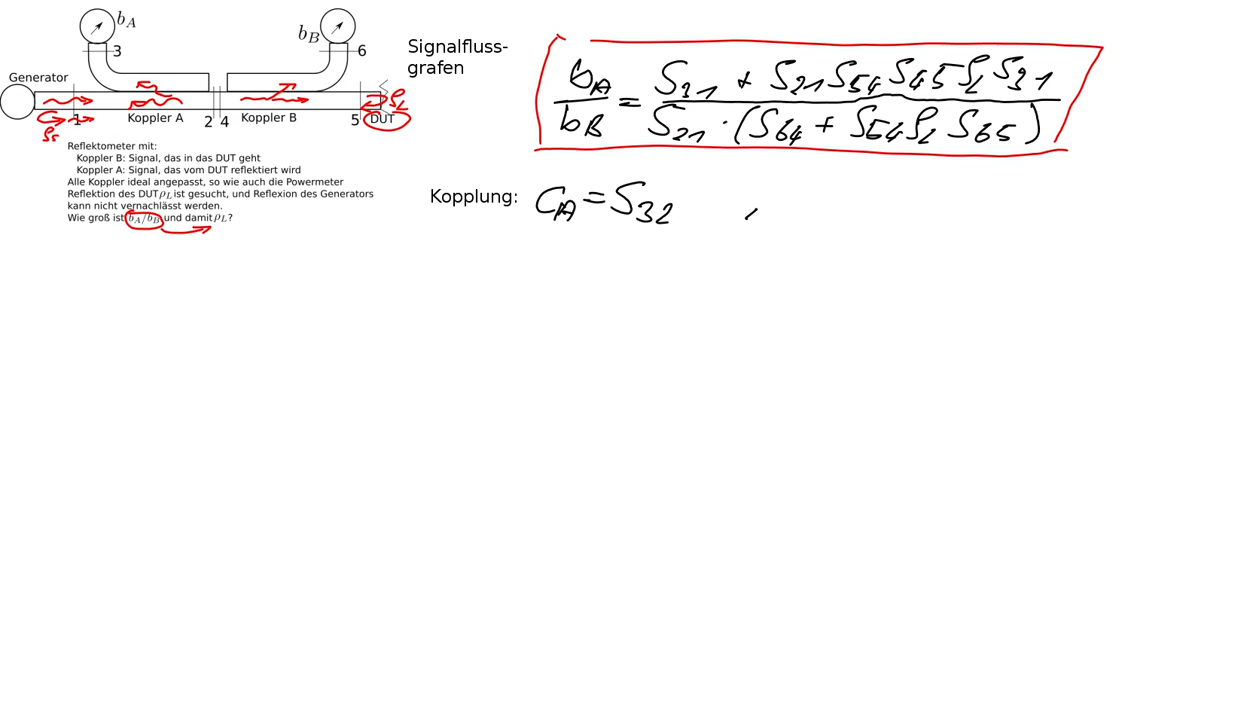 b_A
b_B
3
6
Generator
ρ_S
1
Koppler A
2 4
Koppler B
5
DUT
ρ_L
Reflektometer mit:
Koppler B: Signal, das in das DUT geht
Koppler A: Signal, das vom DUT reflektiert wird
Alle Koppler ideal angepasst, so wie auch die Powermeter
Reflektion des DUT ρ_L ist gesucht, und Reflexion des Generators
kann nicht vernachlässt werden.
Wie groß ist b_A/b_B und damit ρ_L?
Signalfluss-
grafen
b_A/b_B = (S_31 + S_21 S_54 S_45 ρ_L S_31) / (S_21 · (S_64 + S_54 ρ_L S_65))
Kopplung: C_A = S_32 ,